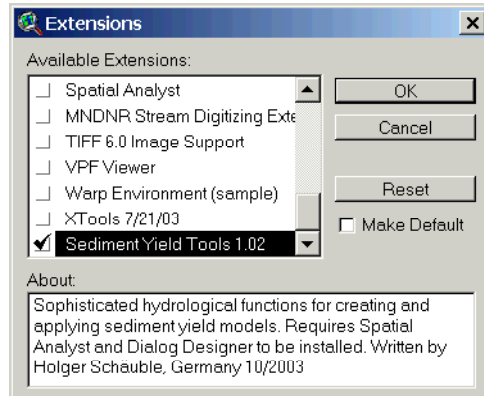 Extensions
Available Extensions:
Spatial Analyst
MNDNR Stream Digitizing Exte
TIFF 6.0 Image Support
VPF Viewer
Warp Environment (sample)
XTools 7/21/03
Sediment Yield Tools 1.02
OK
Cancel
Reset
Make Default
About:
Sophisticated hydrological functions for creating and
applying sediment yield models. Requires Spatial
Analyst and Dialog Designer to be installed. Written by
Holger Schäuble, Germany 10/2003